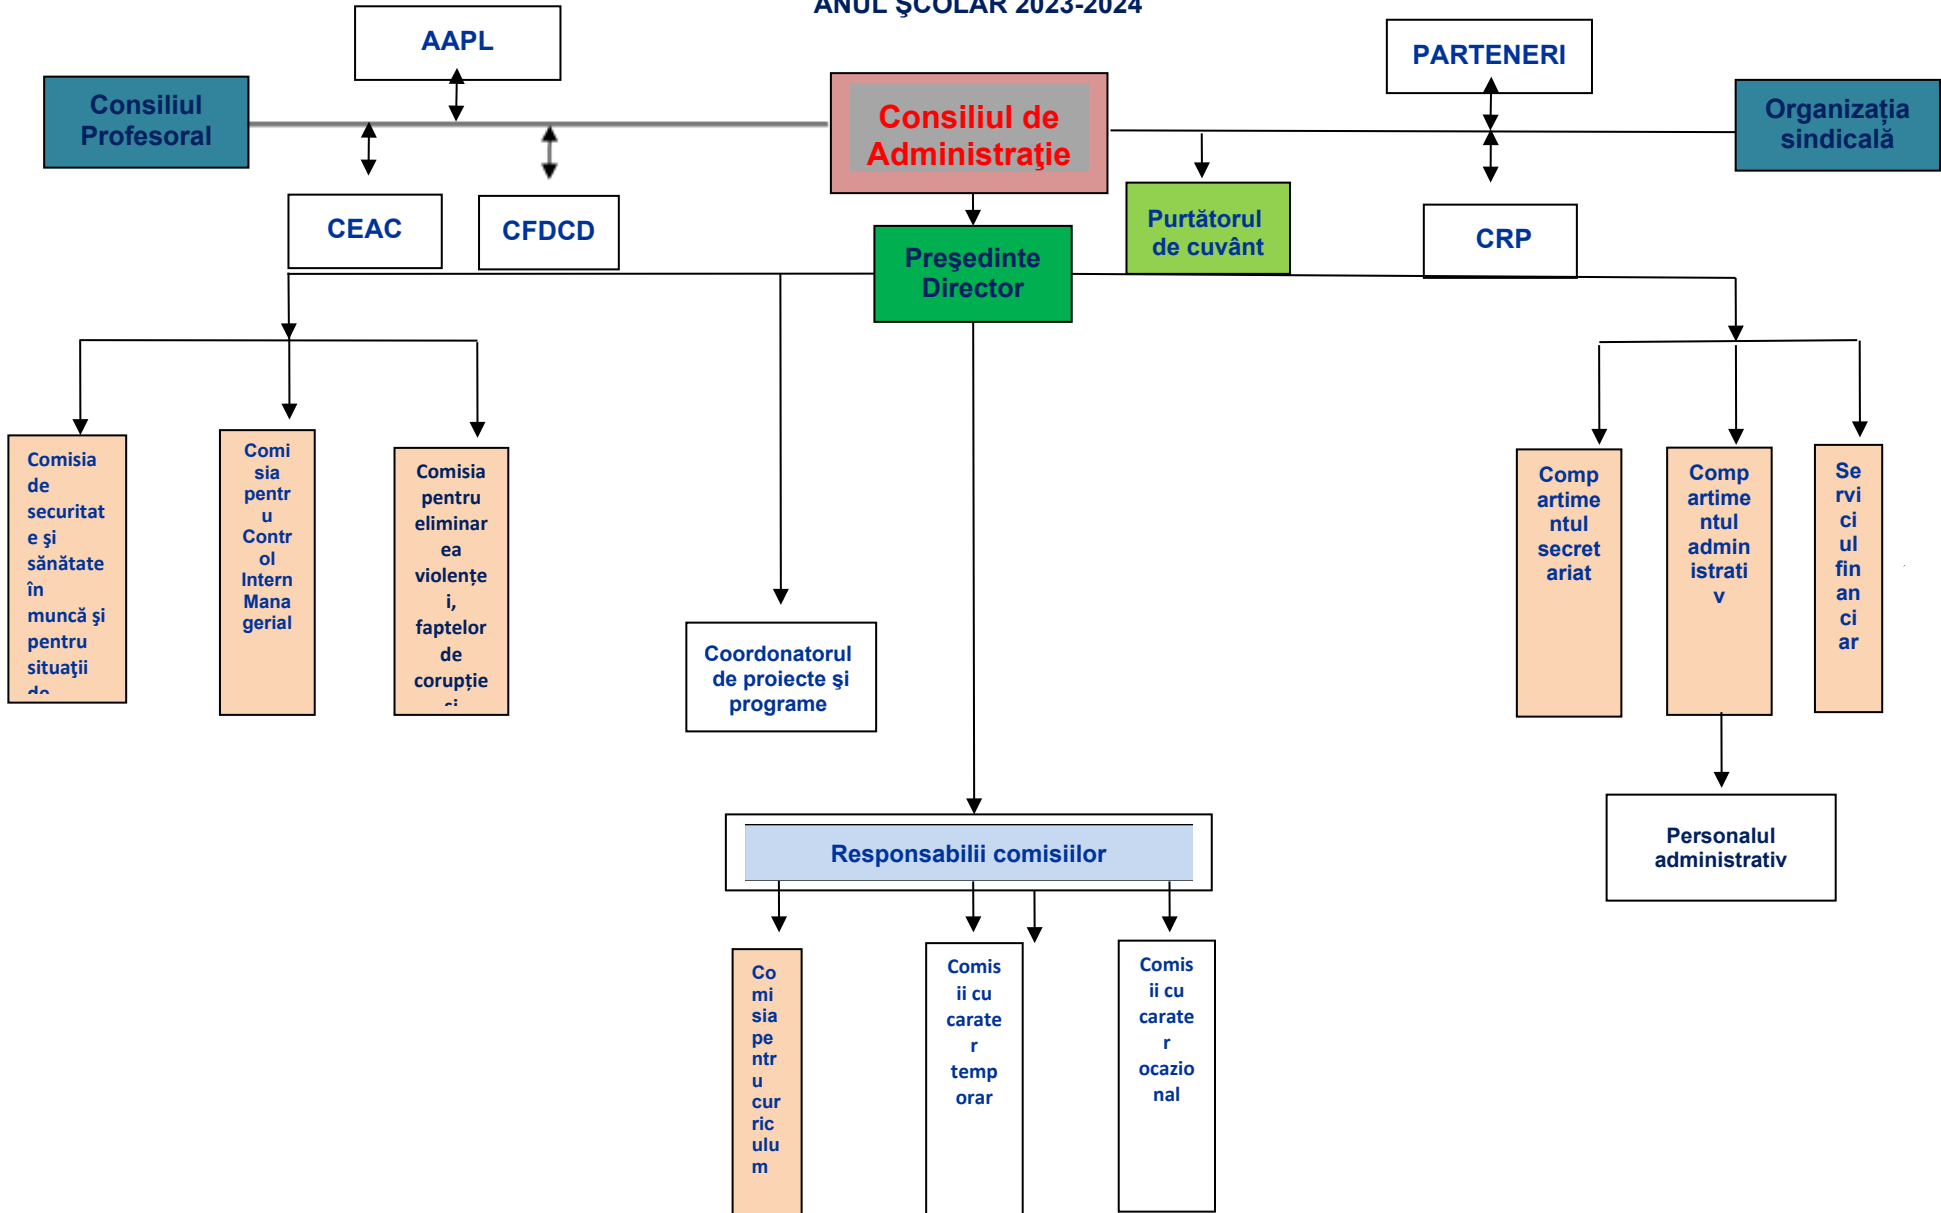 ANUL ŞCOLAR 2023-2024
AAPL
PARTENERI
Consiliul
Profesoral
Consiliul de
Administraţie
Organizația
sindicală
CEAC
CFDCD
Purtătorul
de cuvânt
CRP
Preşedinte
Director
Comisia
de
securitat
e şi
sănătate
în
muncă şi
pentru
situaţii
de
Comi
sia
pentr
u
Contr
ol
Intern
Mana
gerial
Comisia
pentru
eliminar
ea
violențe
i,
faptelor
de
corupție
și
Coordonatorul
de proiecte şi
programe
Comp
artime
ntul
secret
ariat
Comp
artime
ntul
admin
istrati
v
Se
rvi
ci
ul
fin
an
ci
ar
Personalul
administrativ
Responsabilii comisiilor
Co
mi
sia
pe
ntr
u
cur
ric
ulu
m
Comis
ii cu
carate
r
temp
orar
Comis
ii cu
carate
r
ocazio
nal